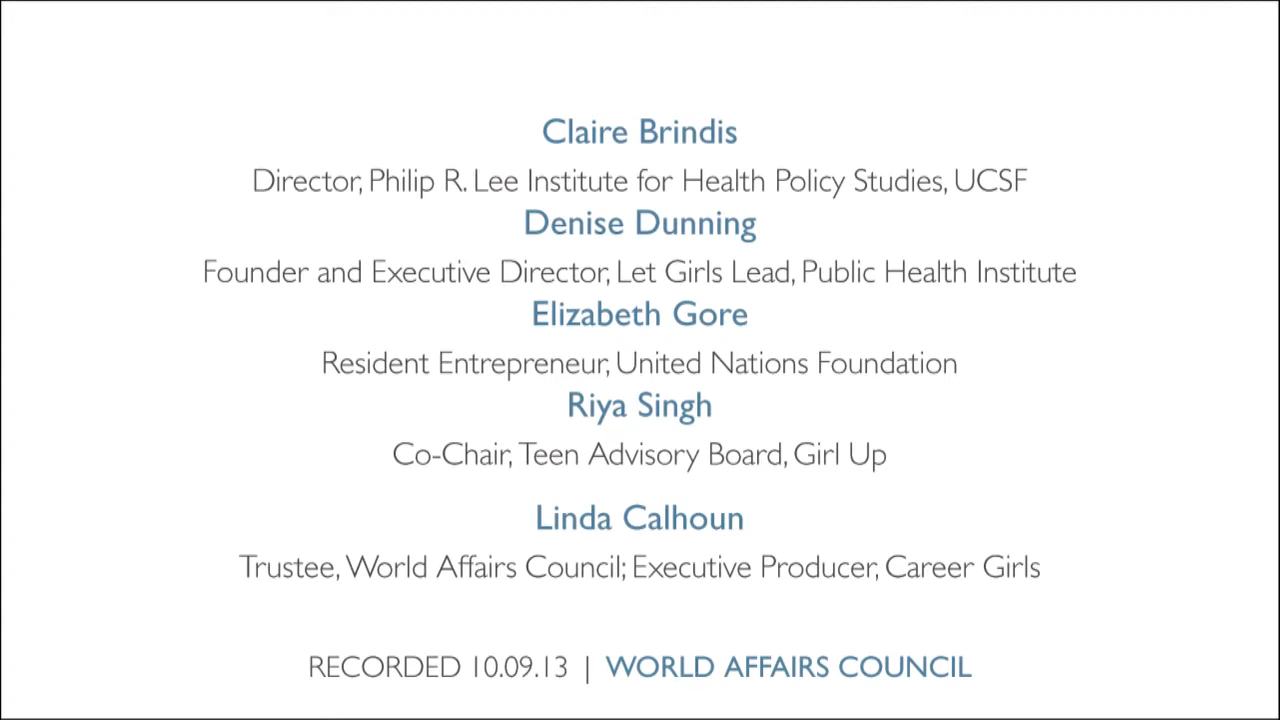 Claire Brindis
Director, Philip R. Lee Institute for Health Policy Studies, UCSF
Denise Dunning
Founder and Executive Director, Let Girls Lead, Public Health Institute
Elizabeth Gore
Resident Entrepreneur, United Nations Foundation
Riya Singh
Co-Chair, Teen Advisory Board, Girl Up
Linda Calhoun
Trustee, World Affairs Council; Executive Producer, Career Girls
RECORDED 10.09.13 | WORLD AFFAIRS COUNCIL